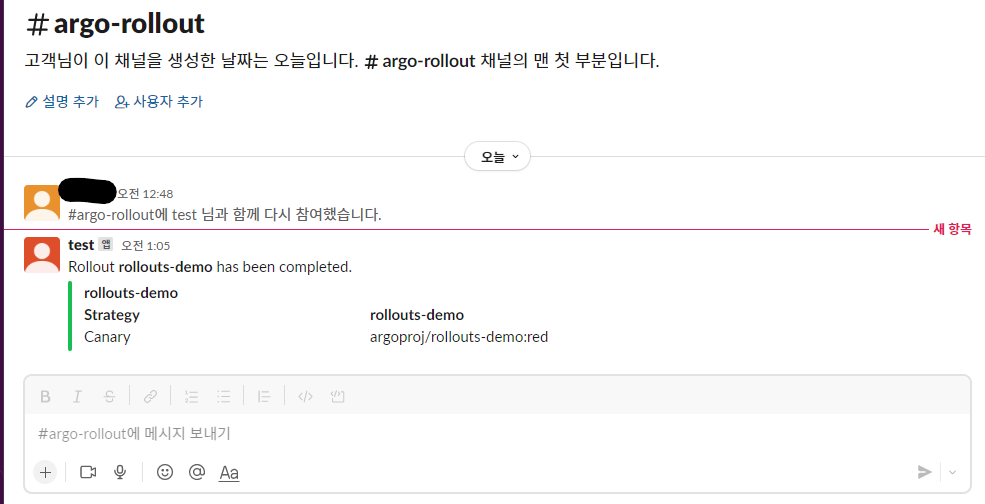 #argo-rollout
고객님이 이 채널을 생성한 날짜는 오늘입니다. # argo-rollout 채널의 맨 첫 부분입니다.
설명 추가 사용자 추가
오늘
오전 12:48
#argo-rollout에 test 님과 함께 다시 참여했습니다.
새 항목
test 앱 오전 1:05
Rollout rollouts-demo has been completed.
rollouts-demo
Strategy rollouts-demo
Canary argoproj/rollouts-demo:red
B I S
#argo-rollout에 메시지 보내기
+ @ Aa